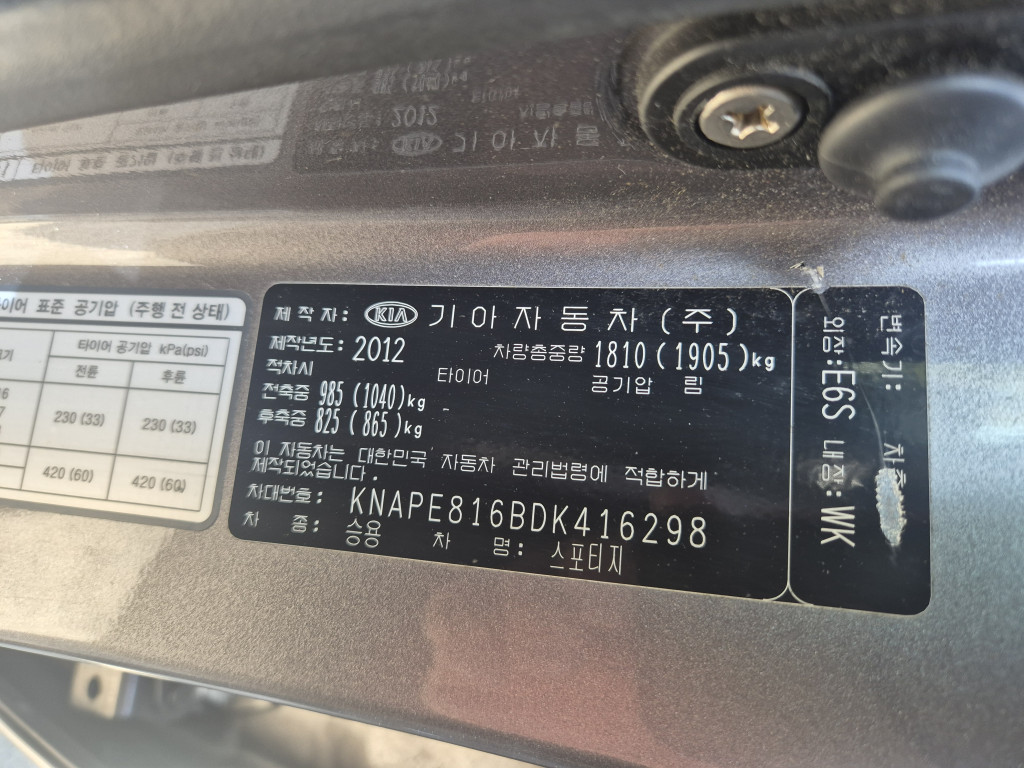 타이어 표준 공기압 (주행 전 상태)
타이어 공기압 kPa(psi)
전륜 후륜
230 (33) 230 (33)
420 (60) 420 (60)
제 작 자: KIA 기아자동차(주)
제작년도: 2012 차량총중량 1810(1905)kg
적차시 타이어 공기압 림
전축중 985(1040)kg -
후축중 825(865)kg
이 자동차는 대한민국 자동차 관리법령에 적합하게
제작되었습니다.
차대번호: KNAPE816BDK416298
차 종: 승용 차 명: 스포티지
변속기:
외장:E6S 내장:WK